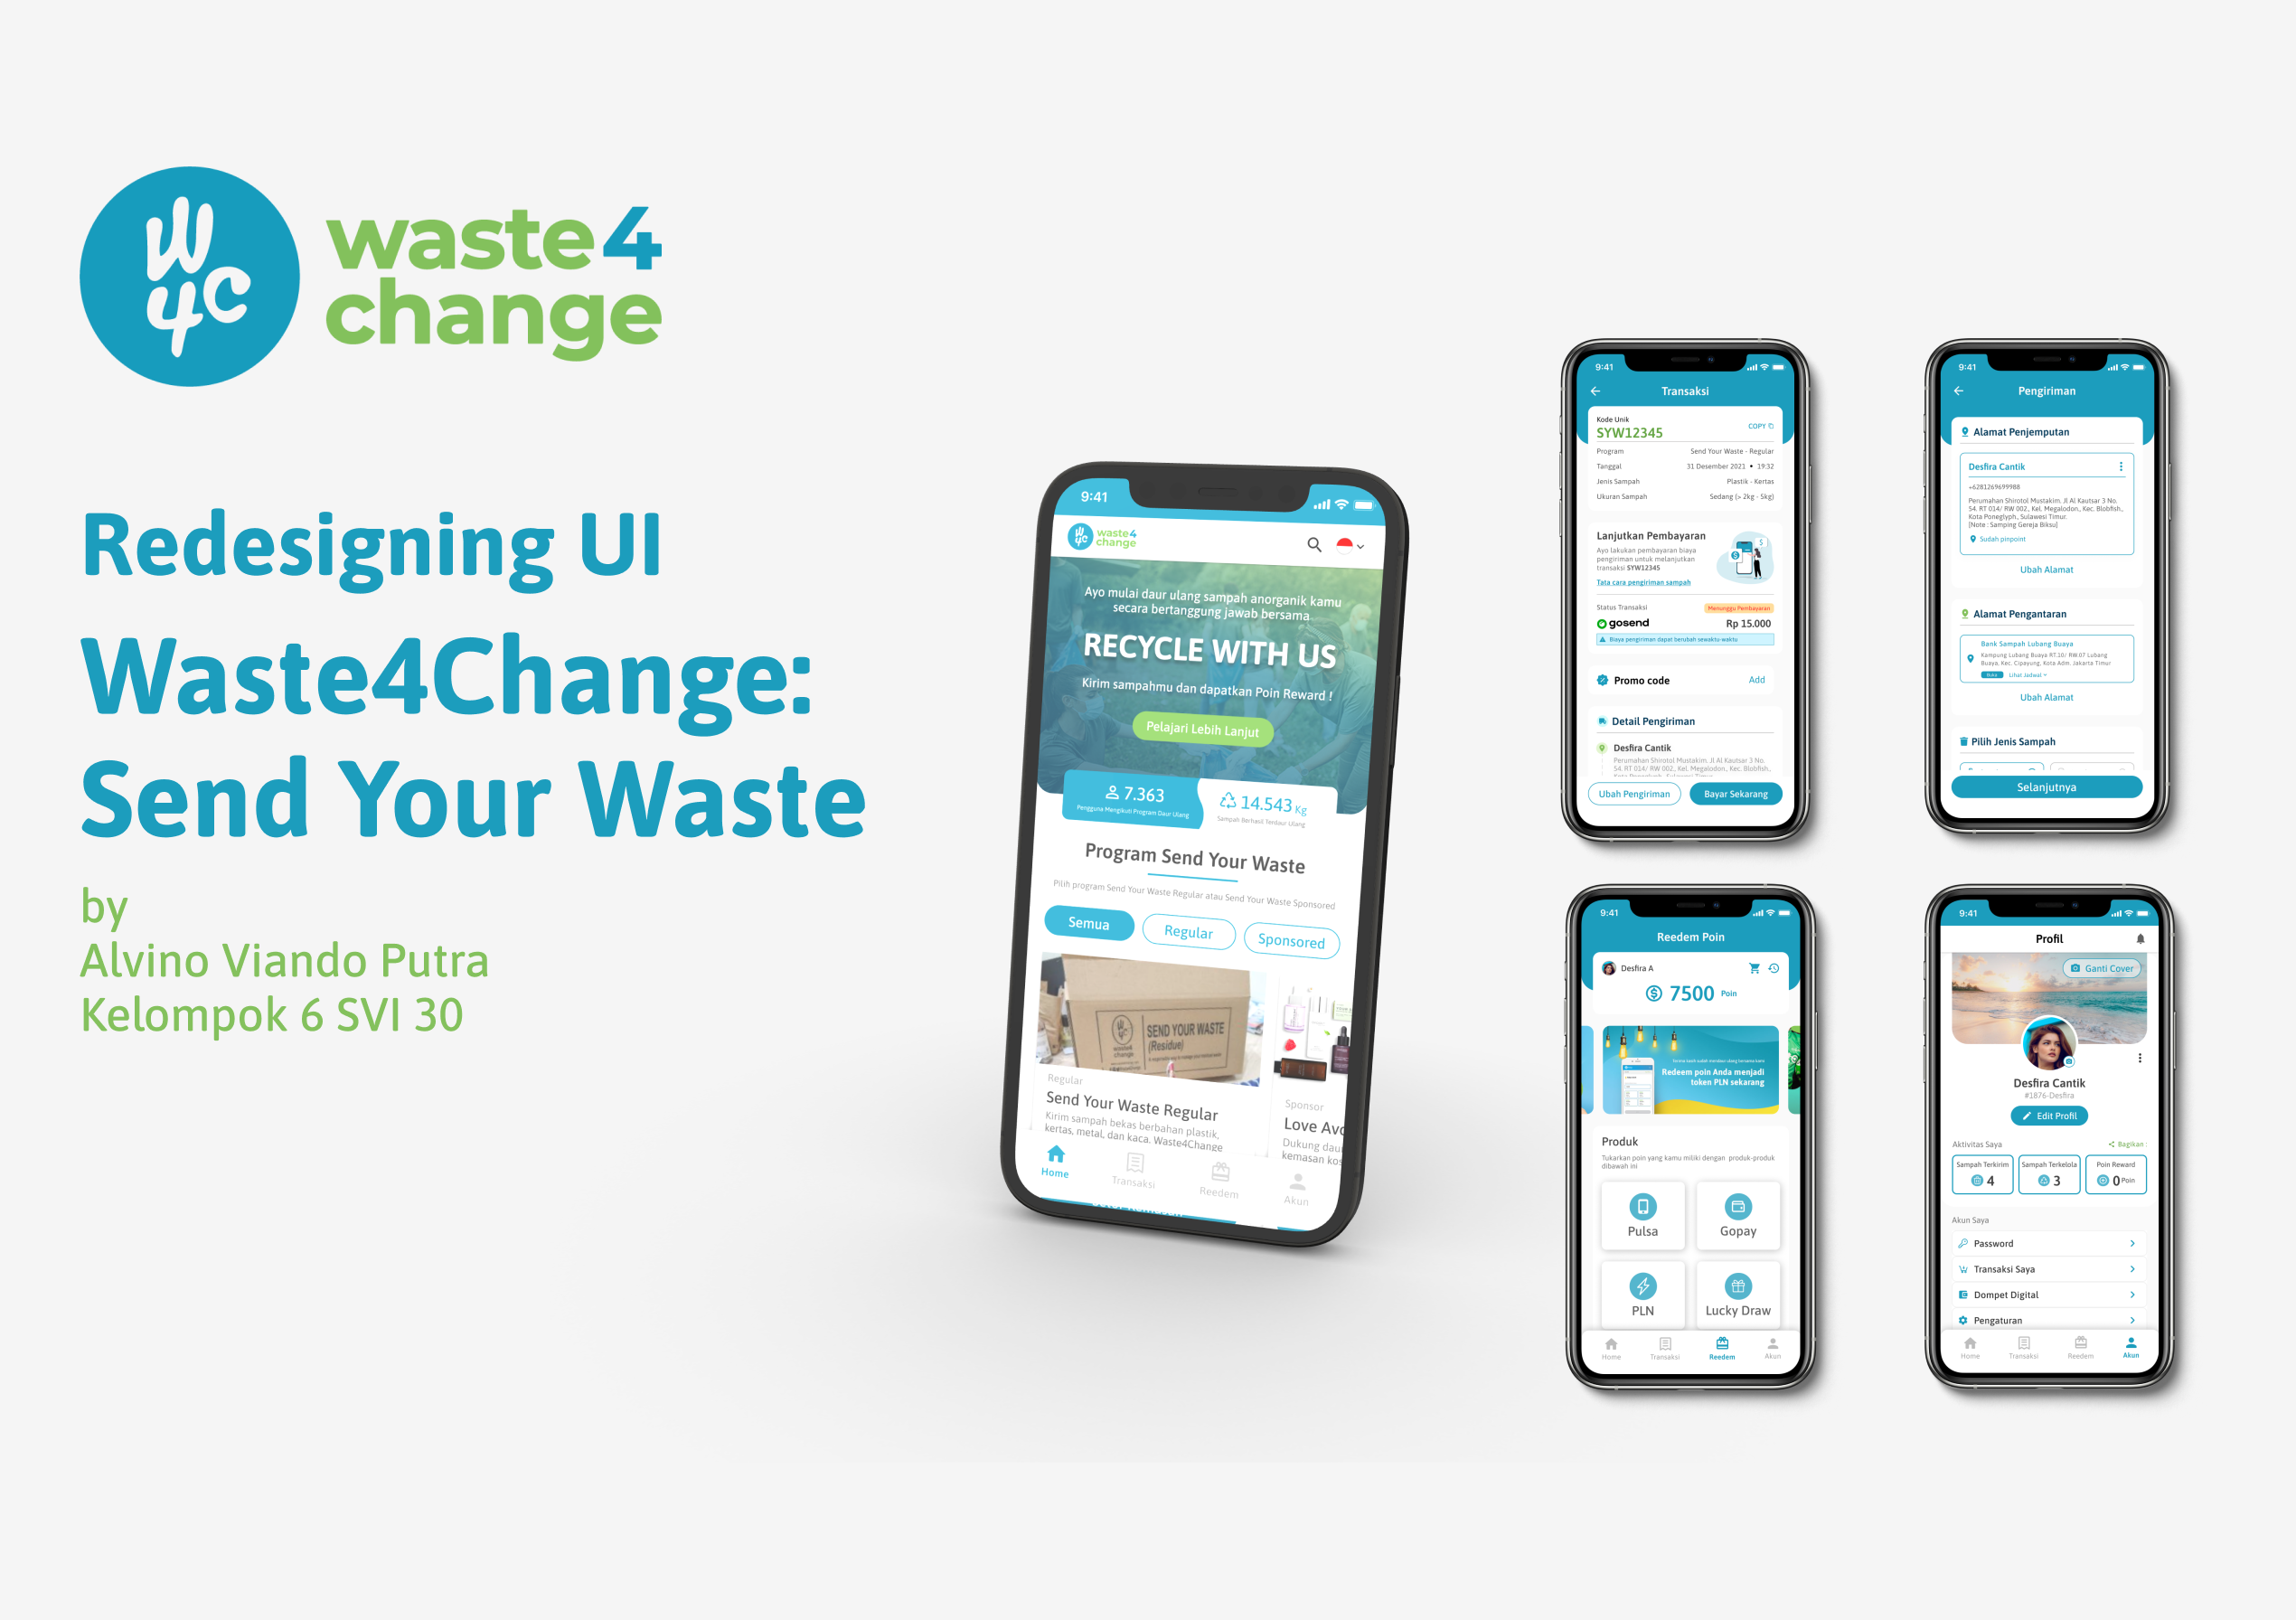 W4C
waste4
change
Redesigning UI
Waste4Change:
Send Your Waste
by
Alvino Viando Putra
Kelompok 6 SVI 30
9:41
W4C
waste4
change
Ayo mulai daur ulang sampah anorganik kamu
secara bertanggung jawab bersama
RECYCLE WITH US
Kirim sampahmu dan dapatkan Poin Reward !
Pelajari Lebih Lanjut
7.363
Pengguna Mengikuti Program Daur Ulang
14.543 Kg
Sampah Berhasil Terdaur Ulang
Program Send Your Waste
Pilih program Send Your Waste Regular atau Send Your Waste Sponsored
Semua
Regular
Sponsored
waste4
change
SEND YOUR WASTE
(Residue)
Regular
Send Your Waste Regular
Kirim sampah bekas berbahan plastik,
kertas, metal, dan kaca. Waste4Change
Sponsor
Love Avo
Dukung dau
kemasan kos
Home
Transaksi
Reedem
Akun
9:41
Transaksi
Kode Unik
SYW12345
COPY
Program
Send Your Waste - Regular
Tanggal
31 Desember 2021 • 19:32
Jenis Sampah
Plastik - Kertas
Ukuran Sampah
Sedang (> 2kg - 5kg)
Lanjutkan Pembayaran
Ayo lakukan pembayaran biaya
pengiriman untuk melanjutkan
transaksi SYW12345
Tata cara pengiriman sampah
Status Transaksi
Menunggu Pembayaran
gosend
Rp 15.000
Biaya pengiriman dapat berubah sewaktu-waktu
Promo code
Add
Detail Pengiriman
Desfira Cantik
Perumahan Shirotol Mustakim. Jl Al Kautsar 3 No.
54. RT 014/ RW 002., Kel. Megalodon., Kec. Blobfish.,
Ubah Pengiriman
Bayar Sekarang
9:41
Pengiriman
Alamat Penjemputan
Desfira Cantik
+6281269699988
Perumahan Shirotol Mustakim. Jl Al Kautsar 3 No.
54. RT 014/ RW 002., Kel. Megalodon., Kec. Blobfish.,
Kota Poneglyph., Sulawesi Timur.
[Note : Samping Gereja Biksu]
Sudah pinpoint
Ubah Alamat
Alamat Pengantaran
Bank Sampah Lubang Buaya
Kampung Lubang Buaya RT.10/ RW.07 Lubang
Buaya, Kec. Cipayung, Kota Adm. Jakarta Timur
Buka
Lihat Jadwal
Ubah Alamat
Pilih Jenis Sampah
Selanjutnya
9:41
Reedem Poin
Desfira A
7500 Poin
Redeem poin Anda menjadi
token PLN sekarang
Produk
Tukarkan poin yang kamu miliki dengan produk-produk
dibawah ini
Pulsa
Gopay
PLN
Lucky Draw
Home
Transaksi
Reedem
Akun
9:41
Profil
Ganti Cover
Desfira Cantik
#1876-Desfira
Edit Profil
Aktivitas Saya
Bagikan :
Sampah Terkirim
4
Sampah Terkelola
3
Poin Reward
0 Poin
Akun Saya
Password
Transaksi Saya
Dompet Digital
Pengaturan
Home
Transaksi
Reedem
Akun